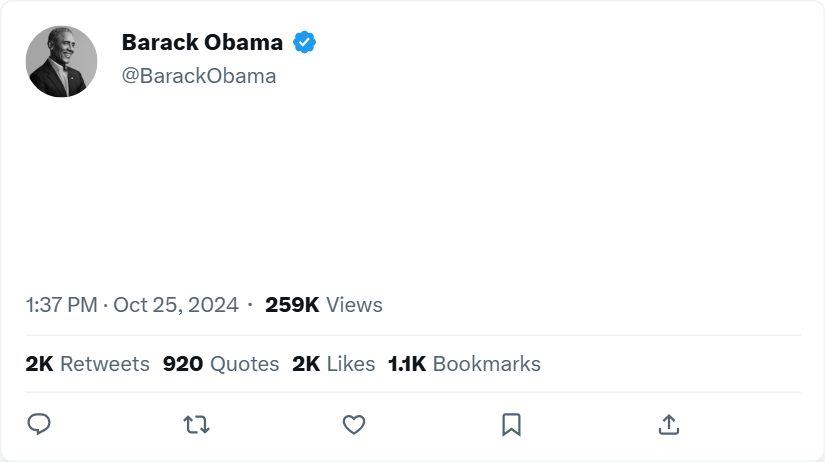 Barack Obama
@BarackObama
1:37 PM · Oct 25, 2024 · 259K Views
2K Retweets 920 Quotes 2K Likes 1.1K Bookmarks